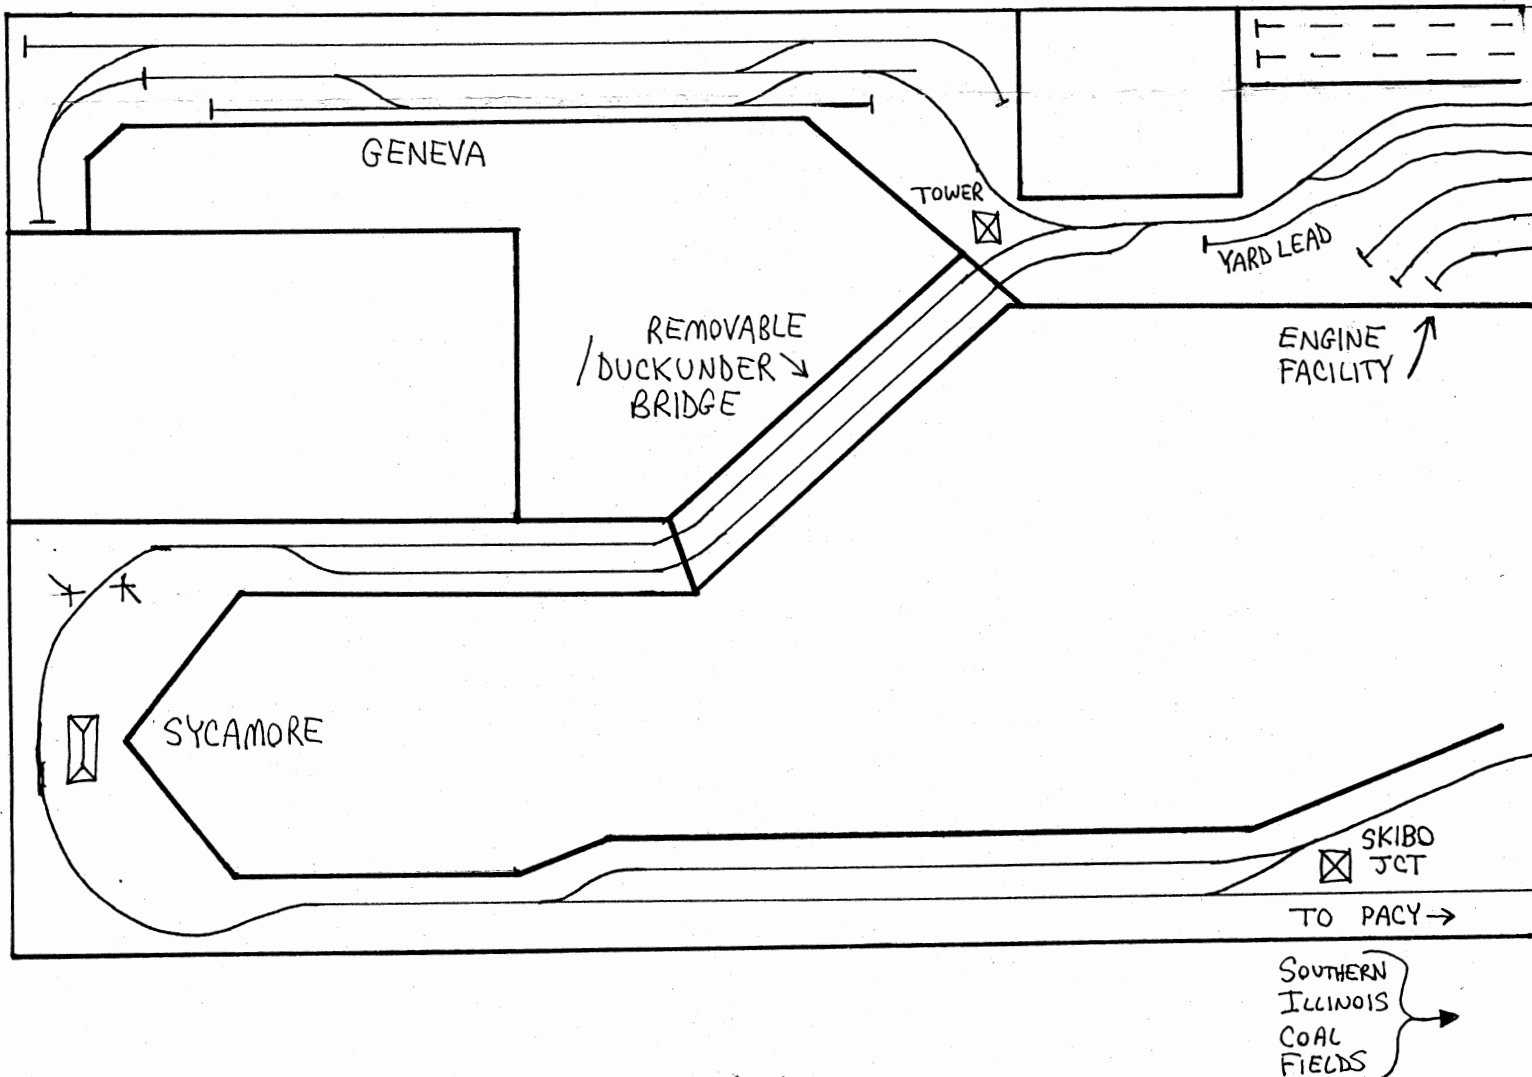 GENEVA
TOWER
YARD LEAD
REMOVABLE
/DUCKUNDER
BRIDGE
ENGINE
FACILITY
SYCAMORE
SKIBO
JCT
TO PACY→
SOUTHERN
ILLINOIS
COAL
FIELDS